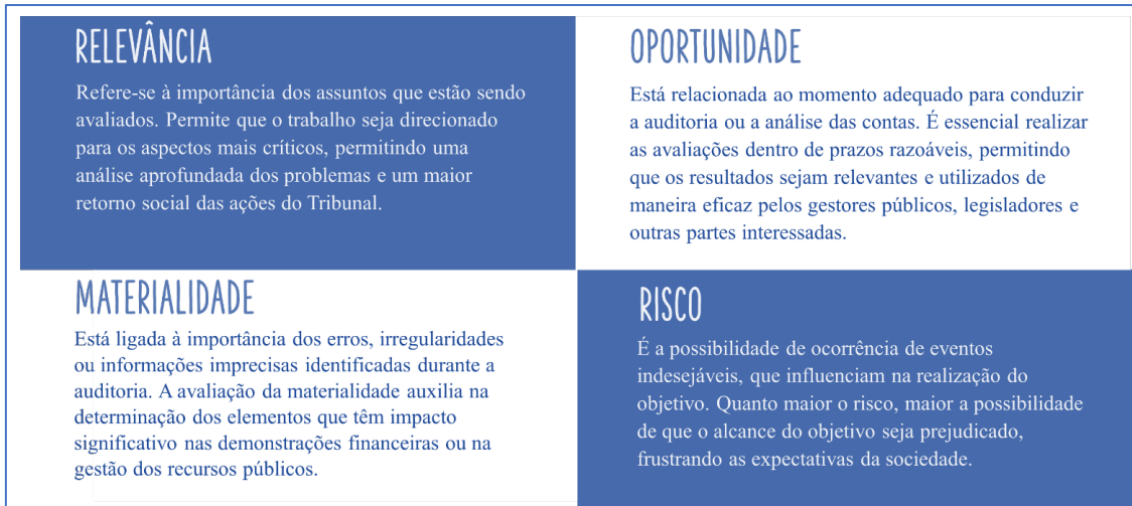 RELEVÂNCIA
Refere-se à importância dos assuntos que estão sendo
avaliados. Permite que o trabalho seja direcionado
para os aspectos mais críticos, permitindo uma
análise aprofundada dos problemas e um maior
retorno social das ações do Tribunal.
OPORTUNIDADE
Está relacionada ao momento adequado para conduzir
a auditoria ou a análise das contas. É essencial realizar
as avaliações dentro de prazos razoáveis, permitindo
que os resultados sejam relevantes e utilizados de
maneira eficaz pelos gestores públicos, legisladores e
outras partes interessadas.
MATERIALIDADE
Está ligada à importância dos erros, irregularidades
ou informações imprecisas identificadas durante a
auditoria. A avaliação da materialidade auxilia na
determinação dos elementos que têm impacto
significativo nas demonstrações financeiras ou na
gestão dos recursos públicos.
RISCO
É a possibilidade de ocorrência de eventos
indesejáveis, que influenciam na realização do
objetivo. Quanto maior o risco, maior a possibilidade
de que o alcance do objetivo seja prejudicado,
frustrando as expectativas da sociedade.